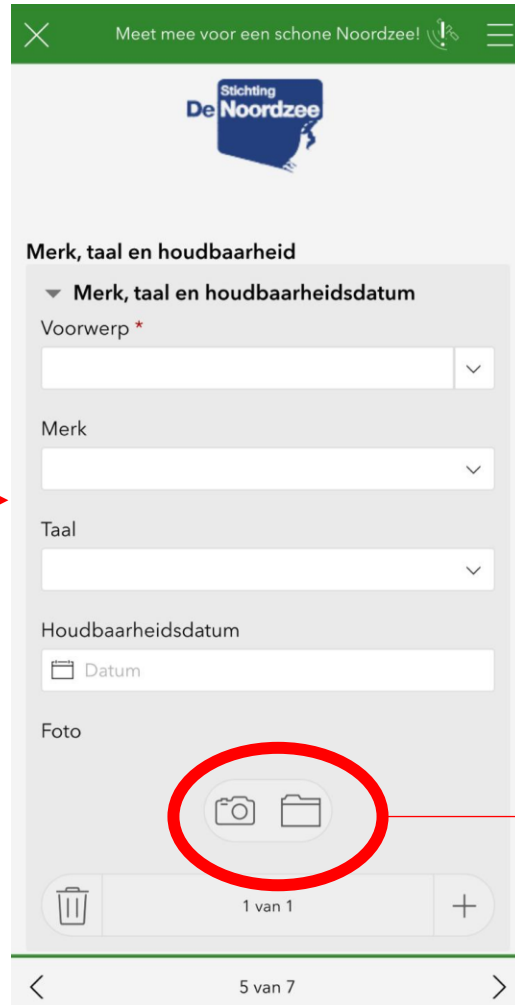 Meet mee voor een schone Noordzee!
Stichting
De Noordzee
Merk, taal en houdbaarheid
Merk, taal en houdbaarheidsdatum
Voorwerp *
Merk
Taal
Houdbaarheidsdatum
Datum
Foto
1 van 1
5 van 7